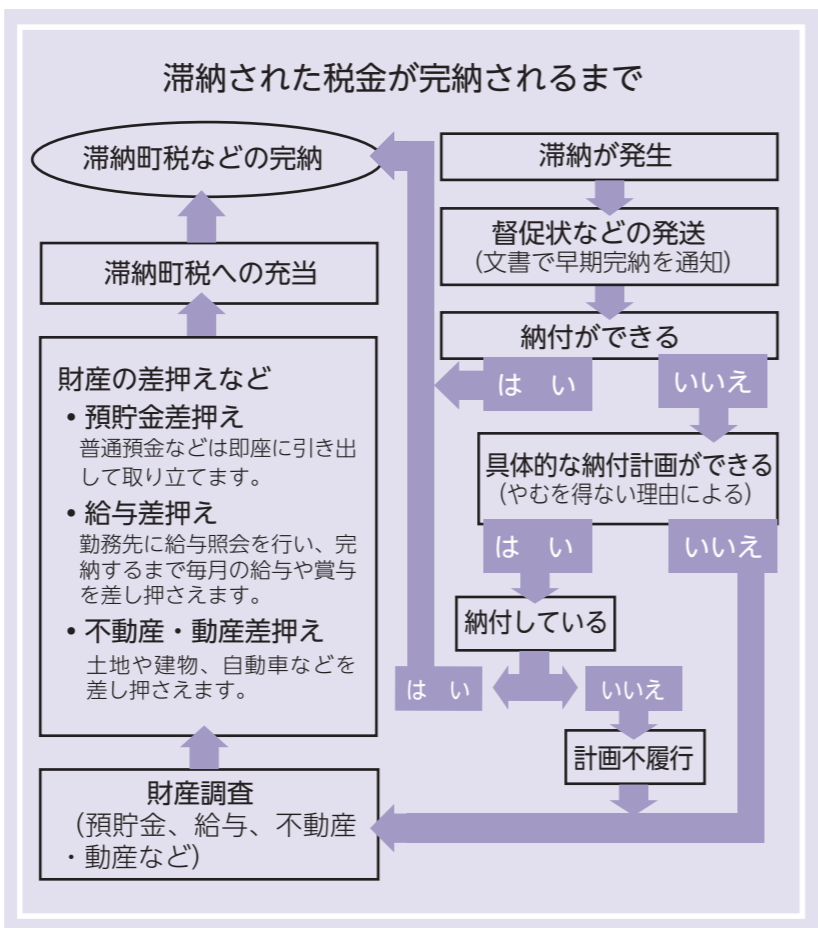 滞納された税金が完納されるまで
滞納町税などの完納
滞納が発生
督促状などの発送
(文書で早期完納を通知)
滞納町税への充当
納付ができる
は い
いいえ
財産の差押えなど
・預貯金差押え
普通預金などは即座に引き出
して取り立てます。
・給与差押え
勤務先に給与照会を行い、完
納するまで毎月の給与や賞与
を差し押さえます。
・不動産・動産差押え
土地や建物、自動車などを
差し押さえます。
具体的な納付計画ができる
(やむを得ない理由による)
は い
いいえ
納付している
は い
いいえ
計画不履行
財産調査
(預貯金、給与、不動産
・動産など)